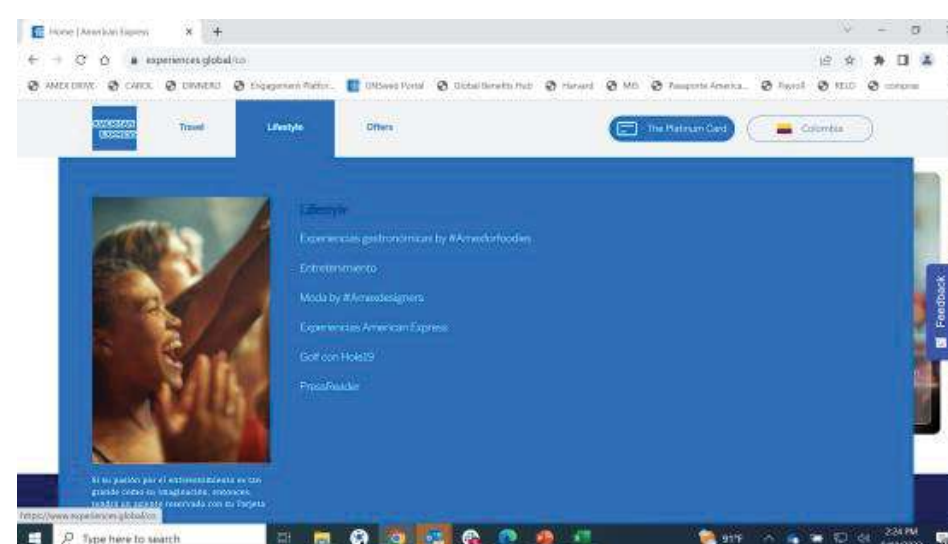 Home | American Express
experiences.global/co
AMEX DRIVE CAROL DINNERO Engagement Platfor... Portal Global Benefits Hub Harvard MIS Pasaporte America... Payroll RELO compras
AMERICAN EXPRESS
Travel Lifestyle Offers The Platinum Card Colombia
Lifestyle
Experiencias gastronómicas by #Amexforfoodies
Entretenimiento
Moda by #Amexdesigners
Experiencias American Express
Golf con Hole19
PressReader
Feedback
Si su pasión por el entretenimiento es tan
grande como su imaginación, entonces,
tendrá un asiento reservado con su Tarjeta
https://www.experiences.global/co
Type here to search 91°F 2:24 PM